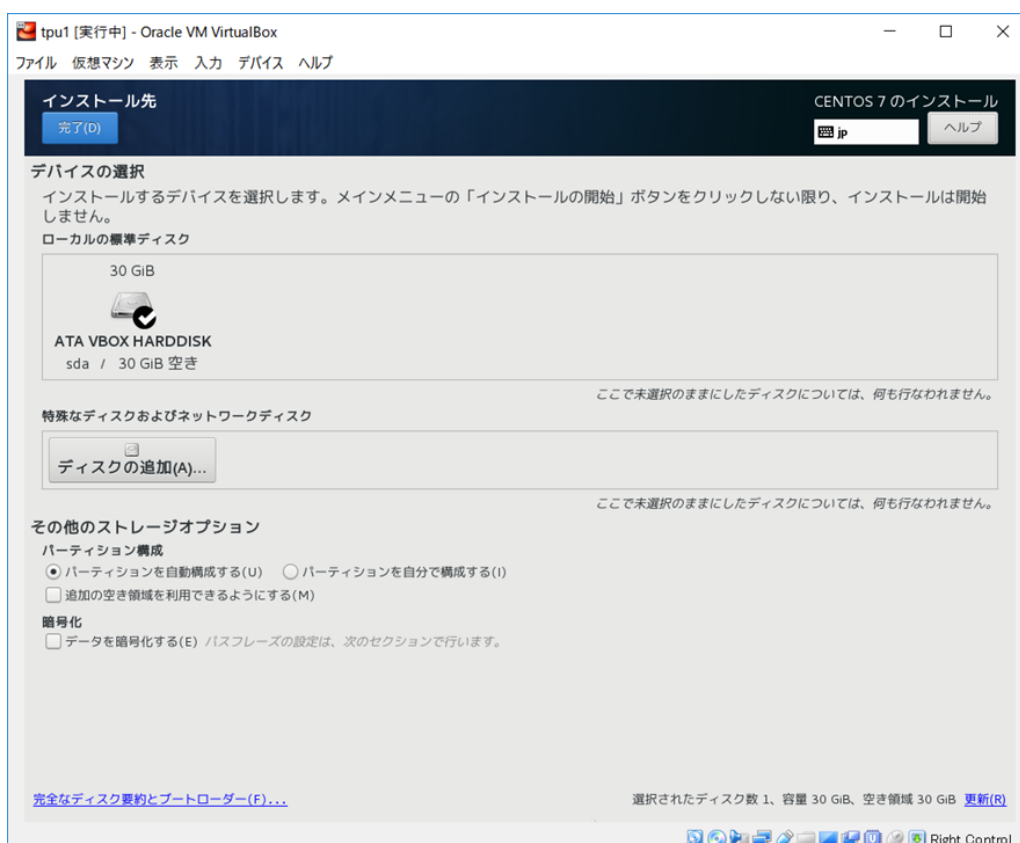 tpu1 [実行中] - Oracle VM VirtualBox
ファイル 仮想マシン 表示 入力 デバイス ヘルプ
インストール先
CENTOS 7 のインストール
完了(D)
jp
ヘルプ
デバイスの選択
インストールするデバイスを選択します。メインメニューの「インストールの開始」ボタンをクリックしない限り、インストールは開始
しません。
ローカルの標準ディスク
30 GiB
ATA VBOX HARDDISK
sda / 30 GiB 空き
ここで未選択のままにしたディスクについては、何も行なわれません。
特殊なディスクおよびネットワークディスク
ディスクの追加(A)...
ここで未選択のままにしたディスクについては、何も行なわれません。
その他のストレージオプション
パーティション構成
パーティションを自動構成する(U) パーティションを自分で構成する(I)
追加の空き領域を利用できるようにする(M)
暗号化
データを暗号化する(E) パスフレーズの設定は、次のセクションで行います。
完全なディスク要約とブートローダー(F)... 選択されたディスク数 1、容量 30 GiB、空き領域 30 GiB 更新(R)
Right Control